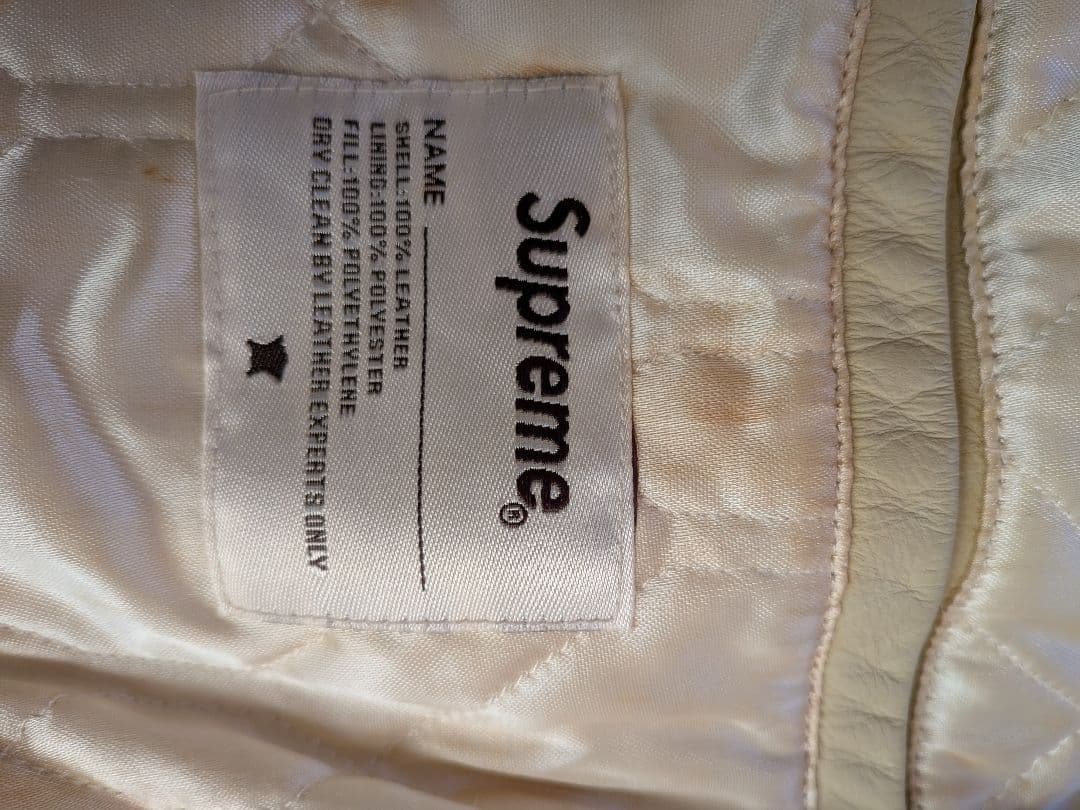 Supreme®
NAME
SHELL:100% LEATHER
LINING:100% POLYESTER
FILL:100% POLYETHYLENE
DRY CLEAN BY LEATHER EXPERTS ONLY